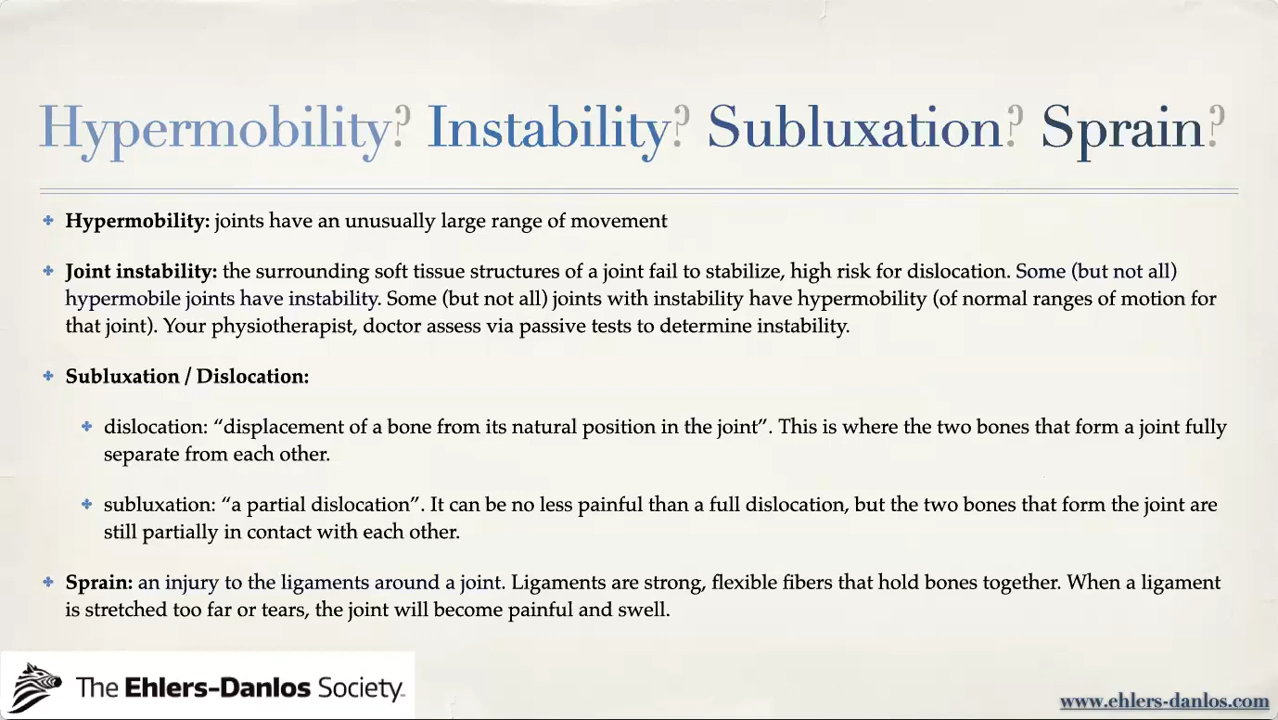 Hypermobility? Instability? Subluxation? Sprain?
Hypermobility: joints have an unusually large range of movement
Joint instability: the surrounding soft tissue structures of a joint fail to stabilize, high risk for dislocation. Some (but not all)
hypermobile joints have instability. Some (but not all) joints with instability have hypermobility (of normal ranges of motion for
that joint). Your physiotherapist, doctor assess via passive tests to determine instability.
Subluxation / Dislocation:
dislocation: “displacement of a bone from its natural position in the joint”. This is where the two bones that form a joint fully
separate from each other.
subluxation: “a partial dislocation”. It can be no less painful than a full dislocation, but the two bones that form the joint are
still partially in contact with each other.
Sprain: an injury to the ligaments around a joint. Ligaments are strong, flexible fibers that hold bones together. When a ligament
is stretched too far or tears, the joint will become painful and swell.
The Ehlers-Danlos Society.
www.ehlers-danlos.com